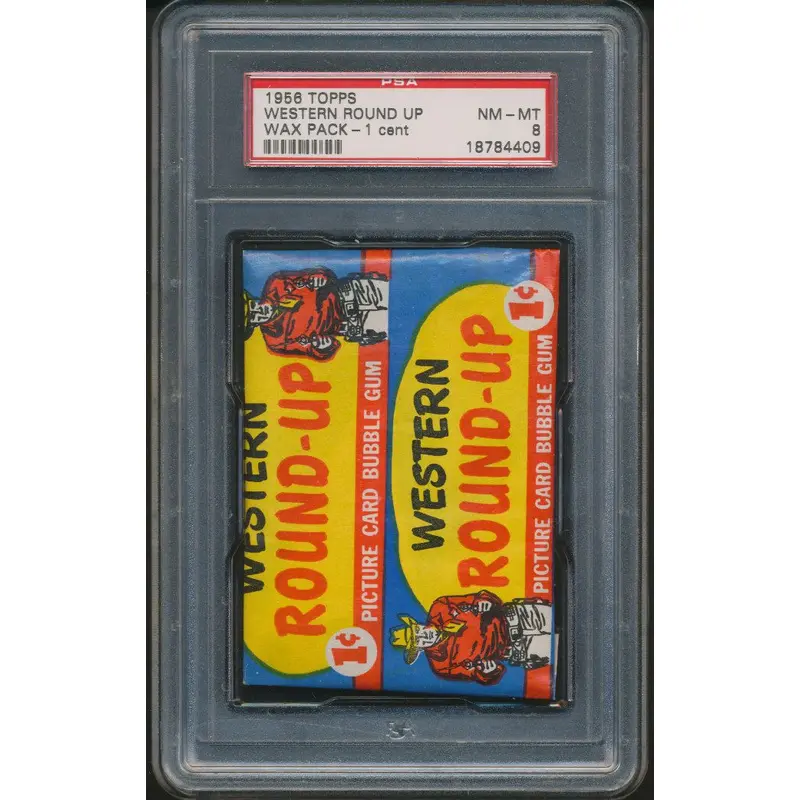 PSA
1956 TOPPS
WESTERN ROUND UP
WAX PACK - 1 cent
NM - MT
8
18784409
WESTERN
ROUND-UP
PICTURE CARD BUBBLE GUM
1¢
WESTERN
ROUND-UP
PICTURE CARD BUBBLE GUM
1¢
PSA